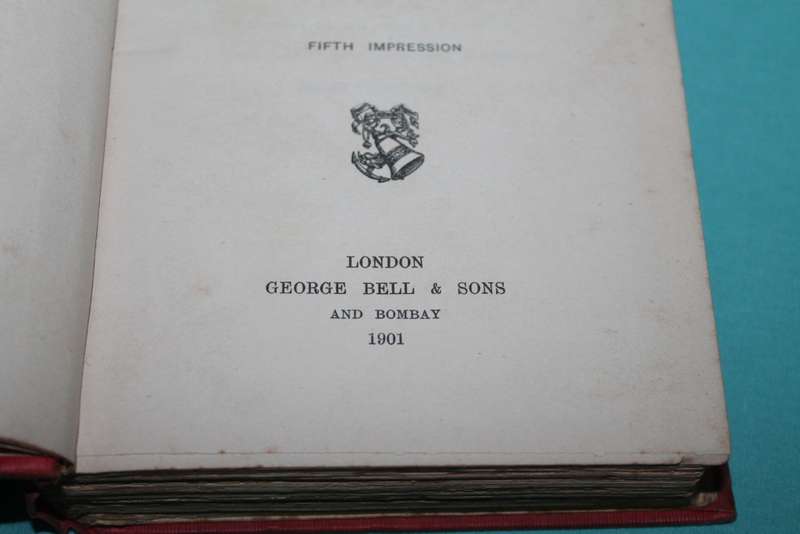 FIFTH IMPRESSION
LONDON
GEORGE BELL & SONS
AND BOMBAY
1901